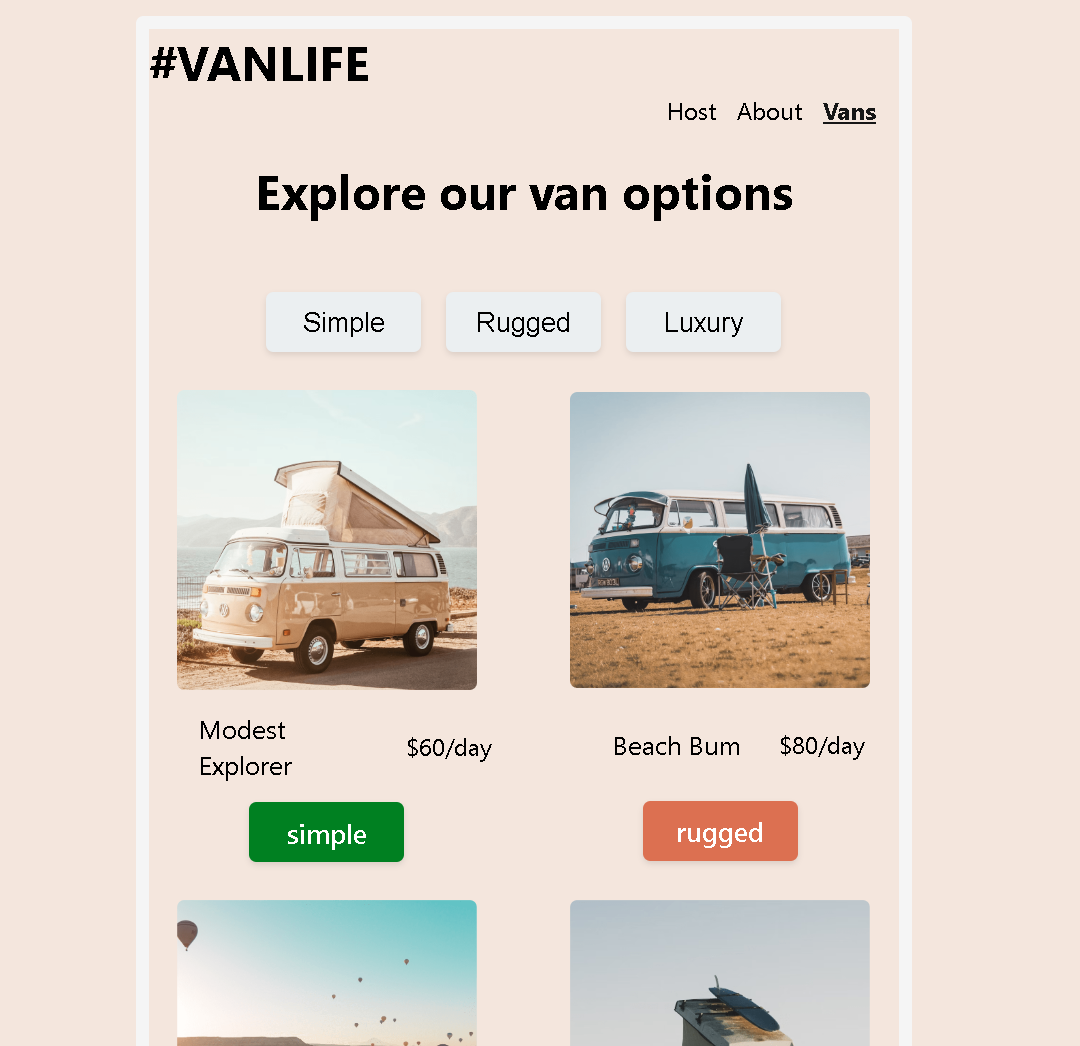 #VANLIFE
Host About Vans
Explore our van options
Simple Rugged Luxury
Modest
Explorer
$60/day
Beach Bum $80/day
simple
rugged